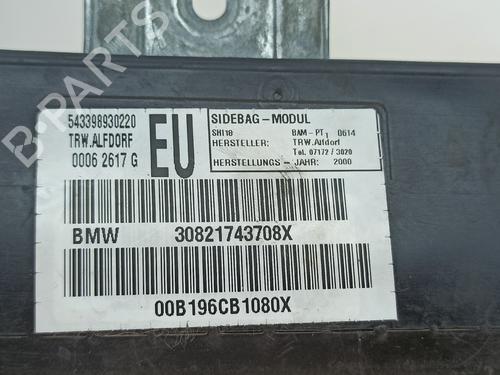 543398930220
TRW.ALFDORF
0006 2617 G
EU
SIDEBAG-MODUL
SHI18 BAM-PT1 0614
HERSTELLER: TRW.Alfdorf
Tel. 07172/3020
HERSTELLUNGS-JAHR: 2000
BMW 30821743708X
00B196CB1080X
B-PARTS